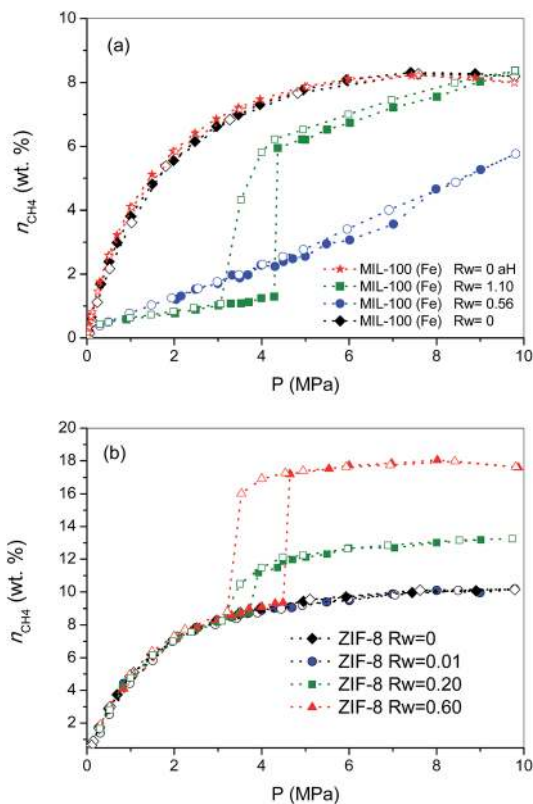 (a)
10
8
6
4
2
0
n_CH4 (wt. %)
MIL-100 (Fe) Rw= 0 aH
MIL-100 (Fe) Rw= 1.10
MIL-100 (Fe) Rw= 0.56
MIL-100 (Fe) Rw= 0
0 2 4 6 8 10
P (MPa)
(b)
20
18
16
14
12
10
8
6
4
2
n_CH4 (wt. %)
ZIF-8 Rw=0
ZIF-8 Rw=0.01
ZIF-8 Rw=0.20
ZIF-8 Rw=0.60
0 2 4 6 8 10
P (MPa)